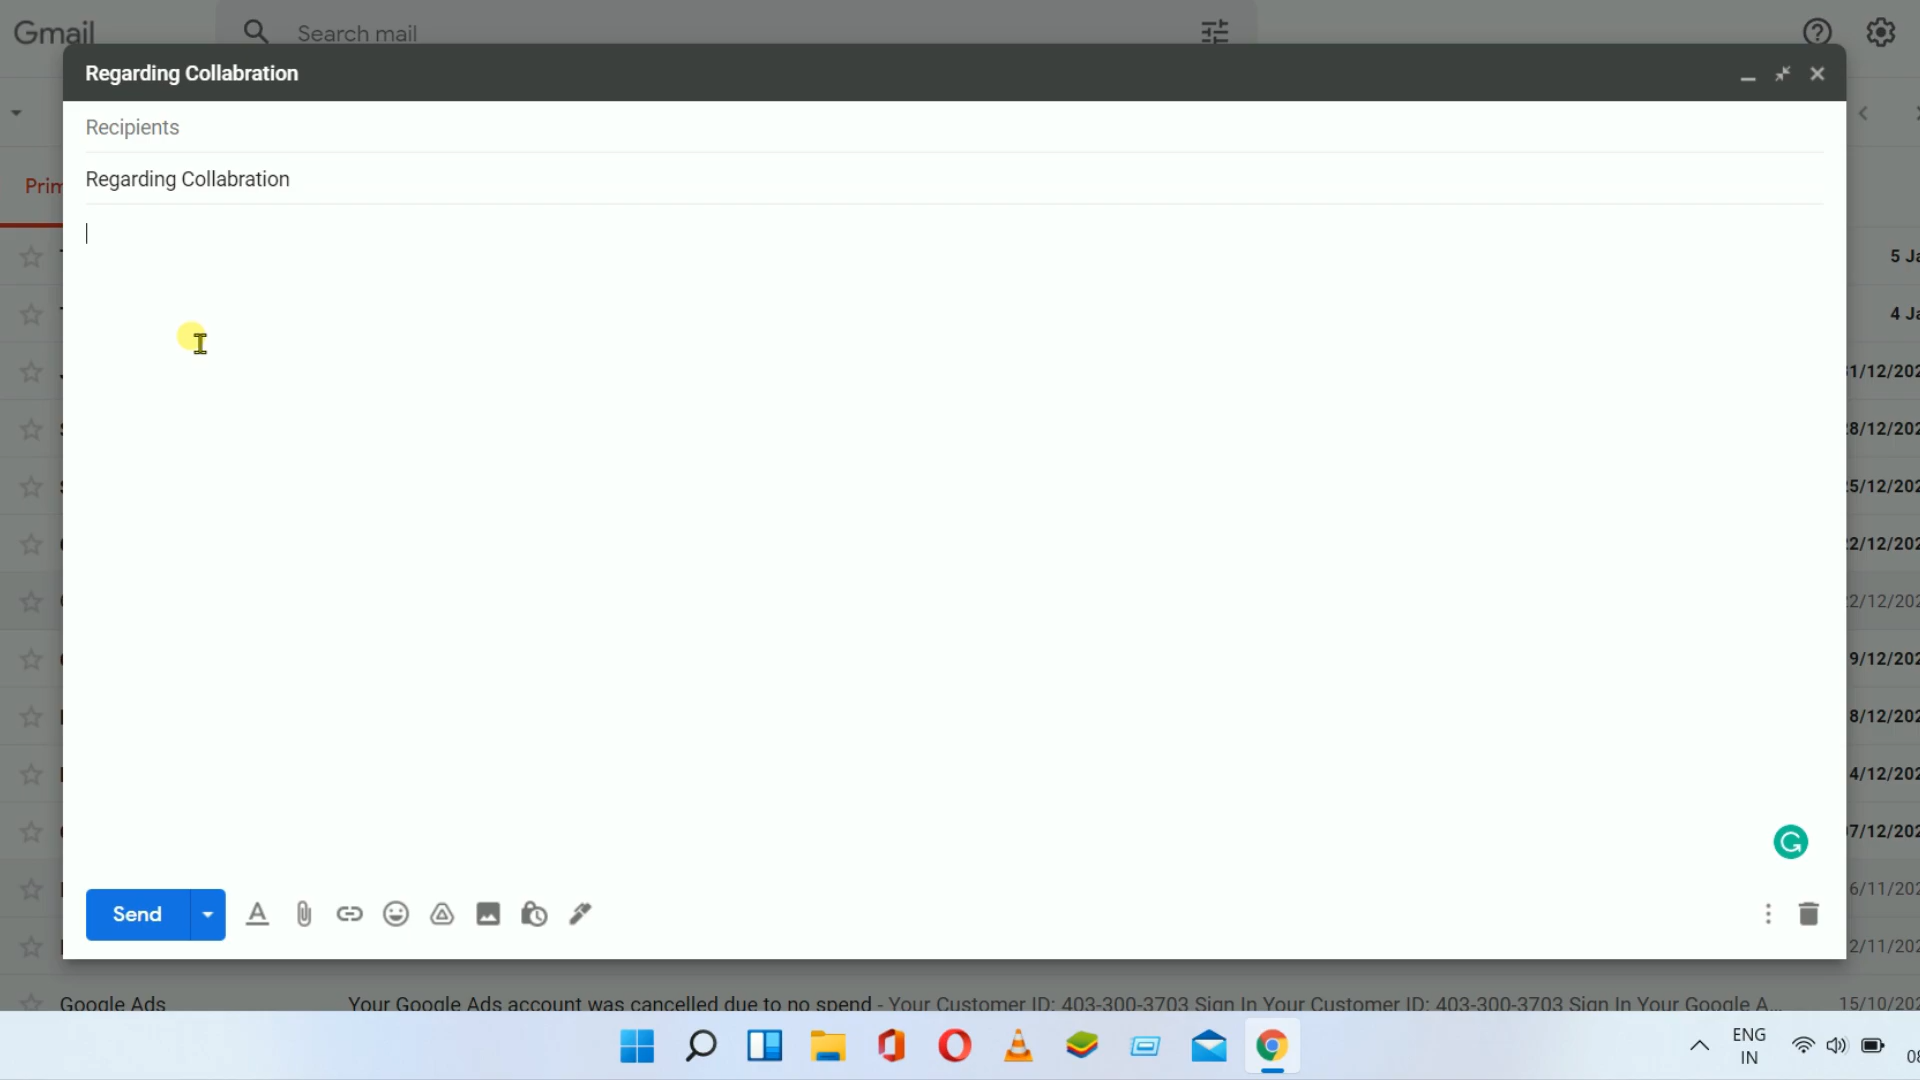 Gmail
Search mail
Regarding Collabration
Recipients
Regarding Collabration
Prim
5 Ja
4 Ja
1/12/202
8/12/202
5/12/202
2/12/202
2/12/202
9/12/202
8/12/202
4/12/202
7/12/202
6/11/202
2/11/202
Send
Google Ads Your Google Ads account was cancelled due to no spend - Your Customer ID: 403-300-3703 Sign In Your Customer ID: 403-300-3703 Sign In Your Google A... 15/10/202
ENG
IN
08